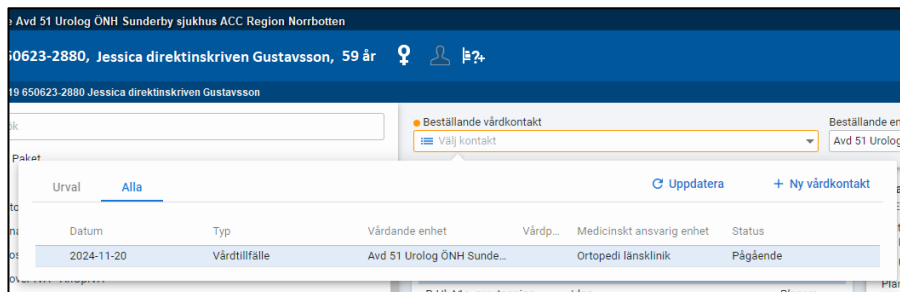 Avd 51 Urolog ÖNH Sunderby sjukhus ACC Region Norrbotten
50623-2880, Jessica direktinskriven Gustavsson, 59 år
19 650623-2880 Jessica direktinskriven Gustavsson
Beställande vårdkontakt
Beställande en
Välj kontakt
Avd 51 Urolog
Paket
Urval
Alla
Uppdatera
+ Ny vårdkontakt
Datum Typ Vårdande enhet Vårdp... Medicinskt ansvarig enhet Status
2024-11-20 Vårdtillfälle Avd 51 Urolog ÖNH Sunde... Ortopedi länsklinik Pågående